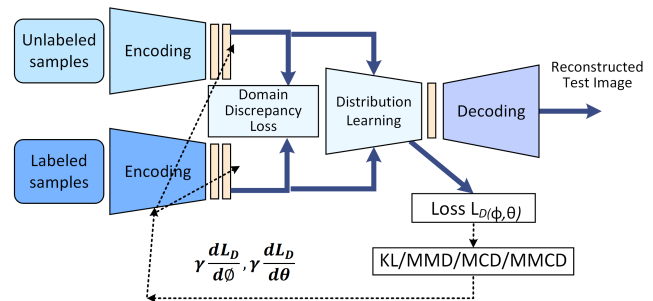 Unlabeled
samples
Encoding
Domain
Discrepancy
Loss
Distribution
Learning
Decoding
Reconstructed
Test Image
Labeled
samples
Encoding
Loss L_D(ϕ,θ)
KL/MMD/MCD/MMCD
γ dL_D/d∅ , γ dL_D/dθ